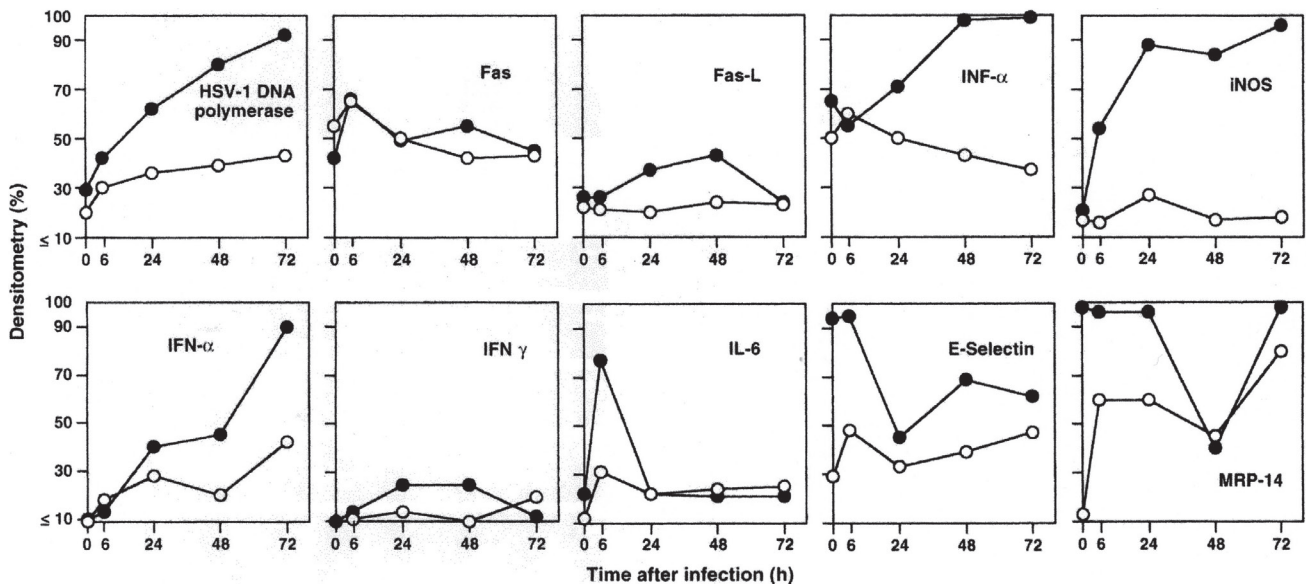 100
90
70
50
30
≤ 10
0 6 24 48 72
HSV-1 DNA
polymerase
0 6 24 48 72
Fas
0 6 24 48 72
Fas-L
0 6 24 48 72
INF-α
0 6 24 48 72
iNOS
Densitometry (%)
100
90
70
50
30
≤ 10
0 6 24 48 72
IFN-α
0 6 24 48 72
IFN γ
0 6 24 48 72
IL-6
0 6 24 48 72
E-Selectin
0 6 24 48 72
MRP-14
Time after infection (h)